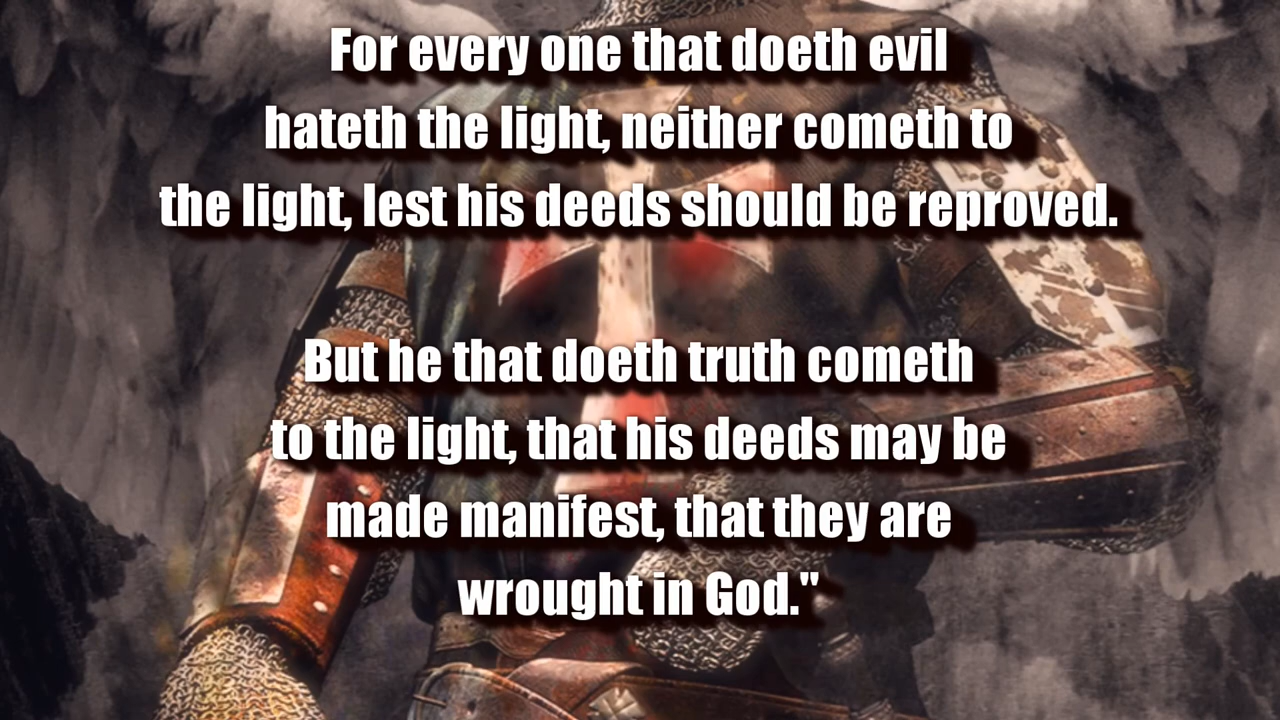 For every one that doeth evil
hateth the light, neither cometh to
the light, lest his deeds should be reproved.
But he that doeth truth cometh
to the light, that his deeds may be
made manifest, that they are
wrought in God."